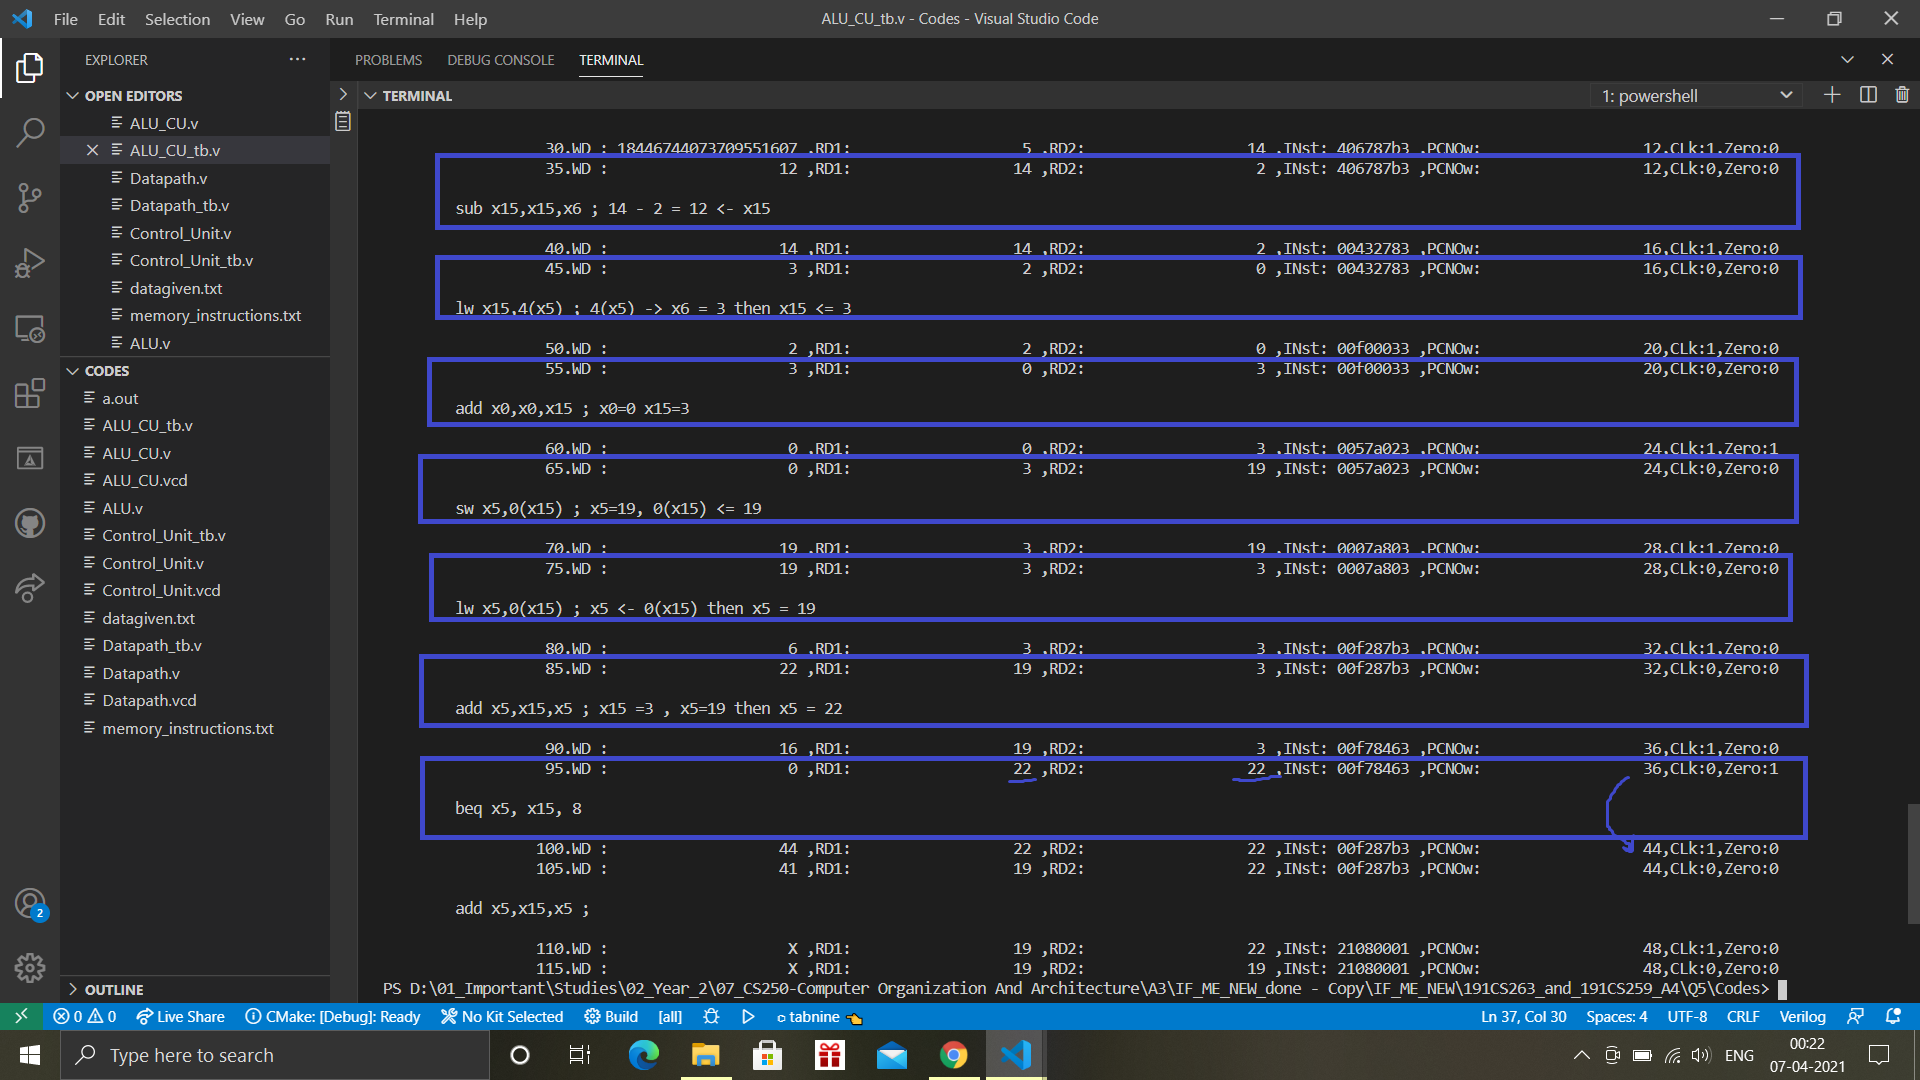 File Edit Selection View Go Run Terminal Help
ALU_CU_tb.v - Codes - Visual Studio Code
EXPLORER
OPEN EDITORS
ALU_CU.v
ALU_CU_tb.v
Datapath.v
Datapath_tb.v
Control_Unit.v
Control_Unit_tb.v
datagiven.txt
memory_instructions.txt
ALU.v
CODES
a.out
ALU_CU_tb.v
ALU_CU.v
ALU_CU.vcd
ALU.v
Control_Unit_tb.v
Control_Unit.v
Control_Unit.vcd
datagiven.txt
Datapath_tb.v
Datapath.v
Datapath.vcd
memory_instructions.txt
OUTLINE
2
PROBLEMS DEBUG CONSOLE TERMINAL
TERMINAL
1: powershell
30.WD : 18446744073709551607 ,RD1: 5 ,RD2: 14 ,INst: 406787b3 ,PCNOw: 12,CLk:1,Zero:0
35.WD : 12 ,RD1: 14 ,RD2: 2 ,INst: 406787b3 ,PCNOw: 12,CLk:0,Zero:0
sub x15,x15,x6 ; 14 - 2 = 12 <- x15
40.WD : 14 ,RD1: 14 ,RD2: 2 ,INst: 00432783 ,PCNOw: 16,CLk:1,Zero:0
45.WD : 3 ,RD1: 2 ,RD2: 0 ,INst: 00432783 ,PCNOw: 16,CLk:0,Zero:0
lw x15,4(x5) ; 4(x5) -> x6 = 3 then x15 <= 3
50.WD : 2 ,RD1: 2 ,RD2: 0 ,INst: 00f00033 ,PCNOw: 20,CLk:1,Zero:0
55.WD : 3 ,RD1: 0 ,RD2: 3 ,INst: 00f00033 ,PCNOw: 20,CLk:0,Zero:0
add x0,x0,x15 ; x0=0 x15=3
60.WD : 0 ,RD1: 0 ,RD2: 3 ,INst: 0057a023 ,PCNOw: 24,CLk:1,Zero:1
65.WD : 0 ,RD1: 3 ,RD2: 19 ,INst: 0057a023 ,PCNOw: 24,CLk:0,Zero:0
sw x5,0(x15) ; x5=19, 0(x15) <= 19
70.WD : 19 ,RD1: 3 ,RD2: 19 ,INst: 0007a803 ,PCNOw: 28,CLk:1,Zero:0
75.WD : 19 ,RD1: 3 ,RD2: 3 ,INst: 0007a803 ,PCNOw: 28,CLk:0,Zero:0
lw x5,0(x15) ; x5 <- 0(x15) then x5 = 19
80.WD : 6 ,RD1: 3 ,RD2: 3 ,INst: 00f287b3 ,PCNOw: 32,CLk:1,Zero:0
85.WD : 22 ,RD1: 19 ,RD2: 3 ,INst: 00f287b3 ,PCNOw: 32,CLk:0,Zero:0
add x5,x15,x5 ; x15 =3 , x5=19 then x5 = 22
90.WD : 16 ,RD1: 19 ,RD2: 3 ,INst: 00f78463 ,PCNOw: 36,CLk:1,Zero:0
95.WD : 0 ,RD1: 22 ,RD2: 22 ,INst: 00f78463 ,PCNOw: 36,CLk:0,Zero:1
beq x5, x15, 8
100.WD : 44 ,RD1: 22 ,RD2: 22 ,INst: 00f287b3 ,PCNOw: 44,CLk:1,Zero:0
105.WD : 41 ,RD1: 19 ,RD2: 22 ,INst: 00f287b3 ,PCNOw: 44,CLk:0,Zero:0
add x5,x15,x5 ;
110.WD : X ,RD1: 19 ,RD2: 22 ,INst: 21080001 ,PCNOw: 48,CLk:1,Zero:0
115.WD : X ,RD1: 19 ,RD2: 19 ,INst: 21080001 ,PCNOw: 48,CLk:0,Zero:0
PS D:\01_Important\Studies\02_Year_2\07_CS250-Computer Organization And Architecture\A3\IF_ME_NEW_done - Copy\IF_ME_NEW\191CS263_and_191CS259_A4\Q5\Codes>
0 0 Live Share CMake: [Debug]: Ready No Kit Selected Build [all] tabnine Ln 37, Col 30 Spaces: 4 UTF-8 CRLF Verilog
Type here to search
ENG
00:22
07-04-2021